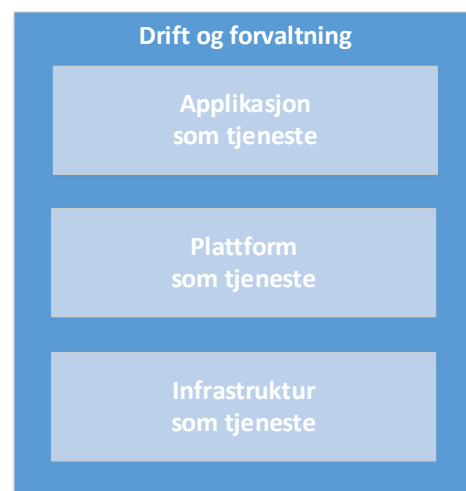 Drift og forvaltning
Applikasjon
som tjeneste
Plattform
som tjeneste
Infrastruktur
som tjeneste